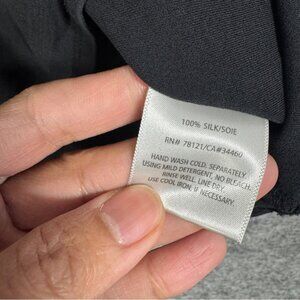 100% SILK/SOIE
RN# 78121/CA#34460
HAND WASH COLD, SEPARATELY,
USING MILD DETERGENT, NO BLEACH.
RINSE WELL. LINE DRY.
USE COOL IRON, IF NECESSARY.